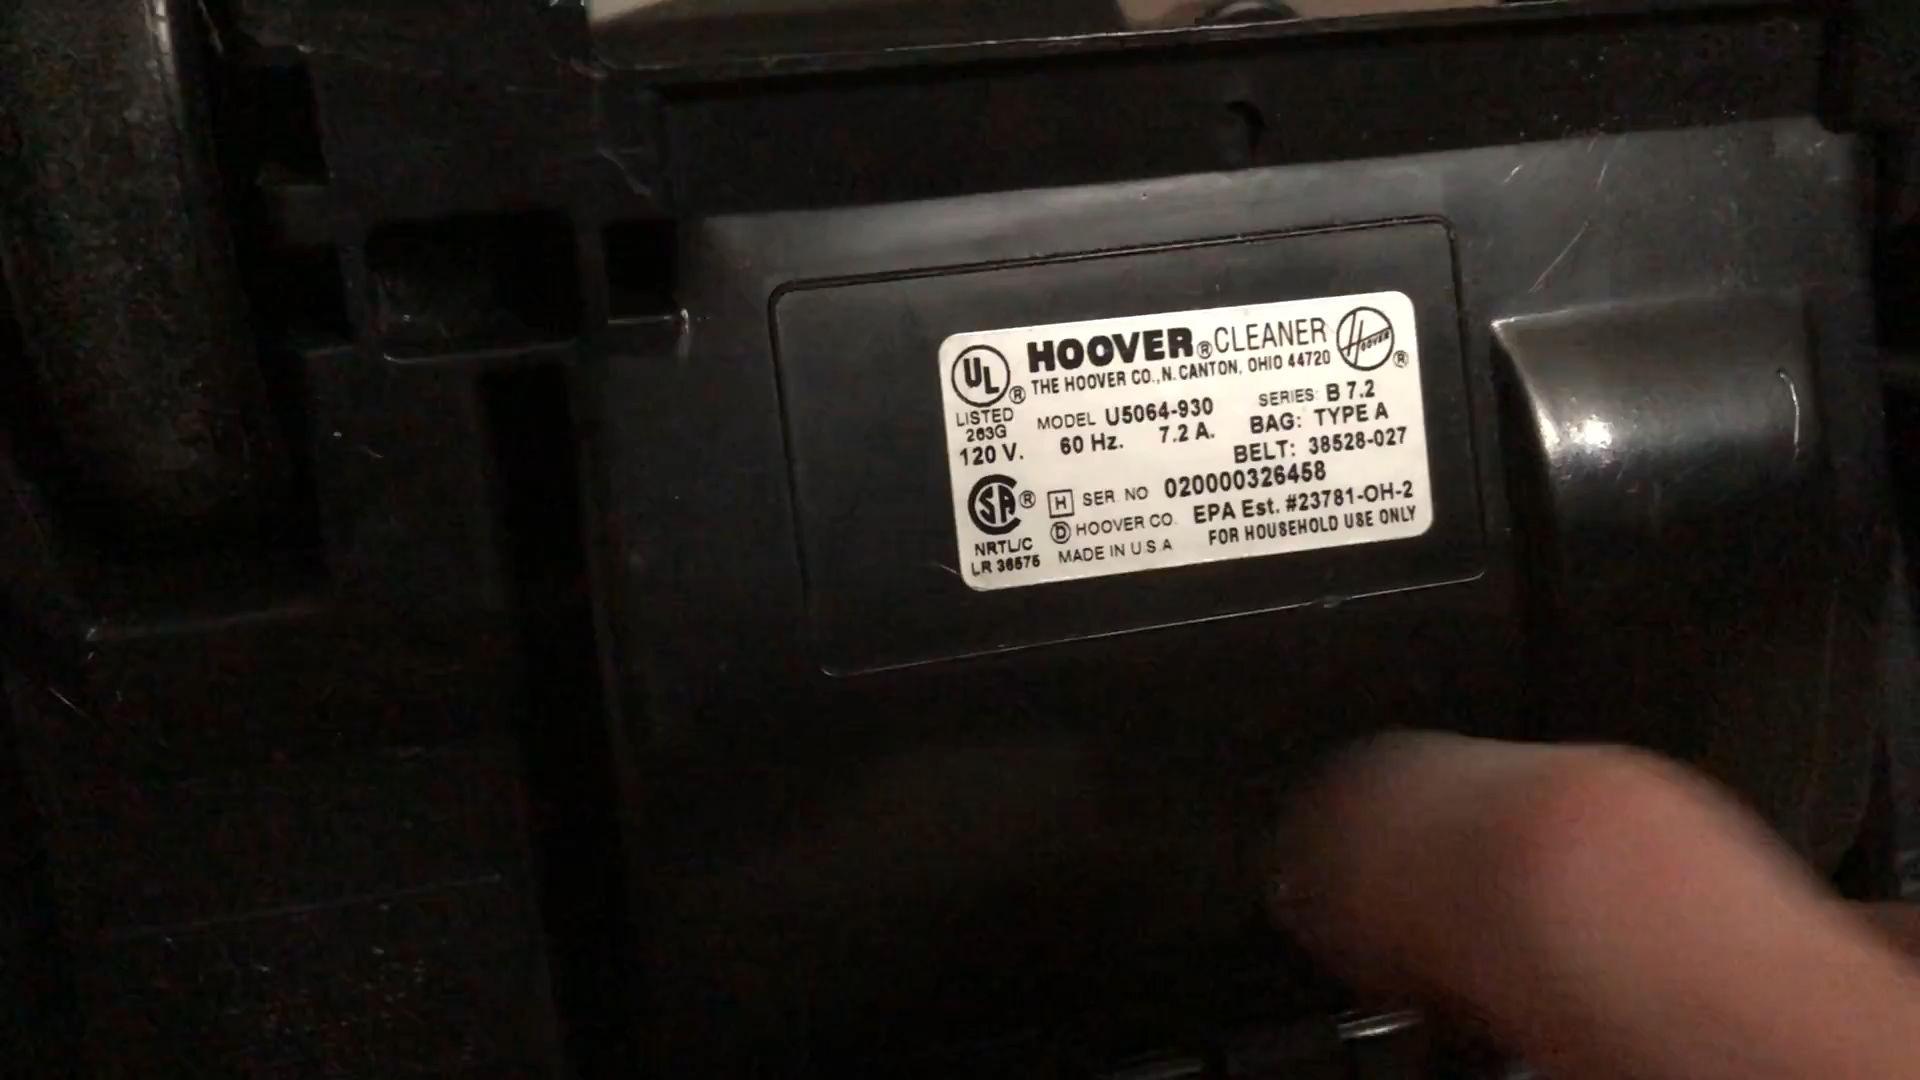 UL ® HOOVER® CLEANER Hoover ®
THE HOOVER CO., N. CANTON, OHIO 44720
LISTED
263G
120 V.
MODEL U5064-930 SERIES: B 7.2
60 Hz. 7.2 A. BAG: TYPE A
BELT: 38528-027
SA ® H SER NO 020000326458
D HOOVER CO. EPA Est. #23781-OH-2
NRTL/C
LR 36575
MADE IN U.S.A FOR HOUSEHOLD USE ONLY